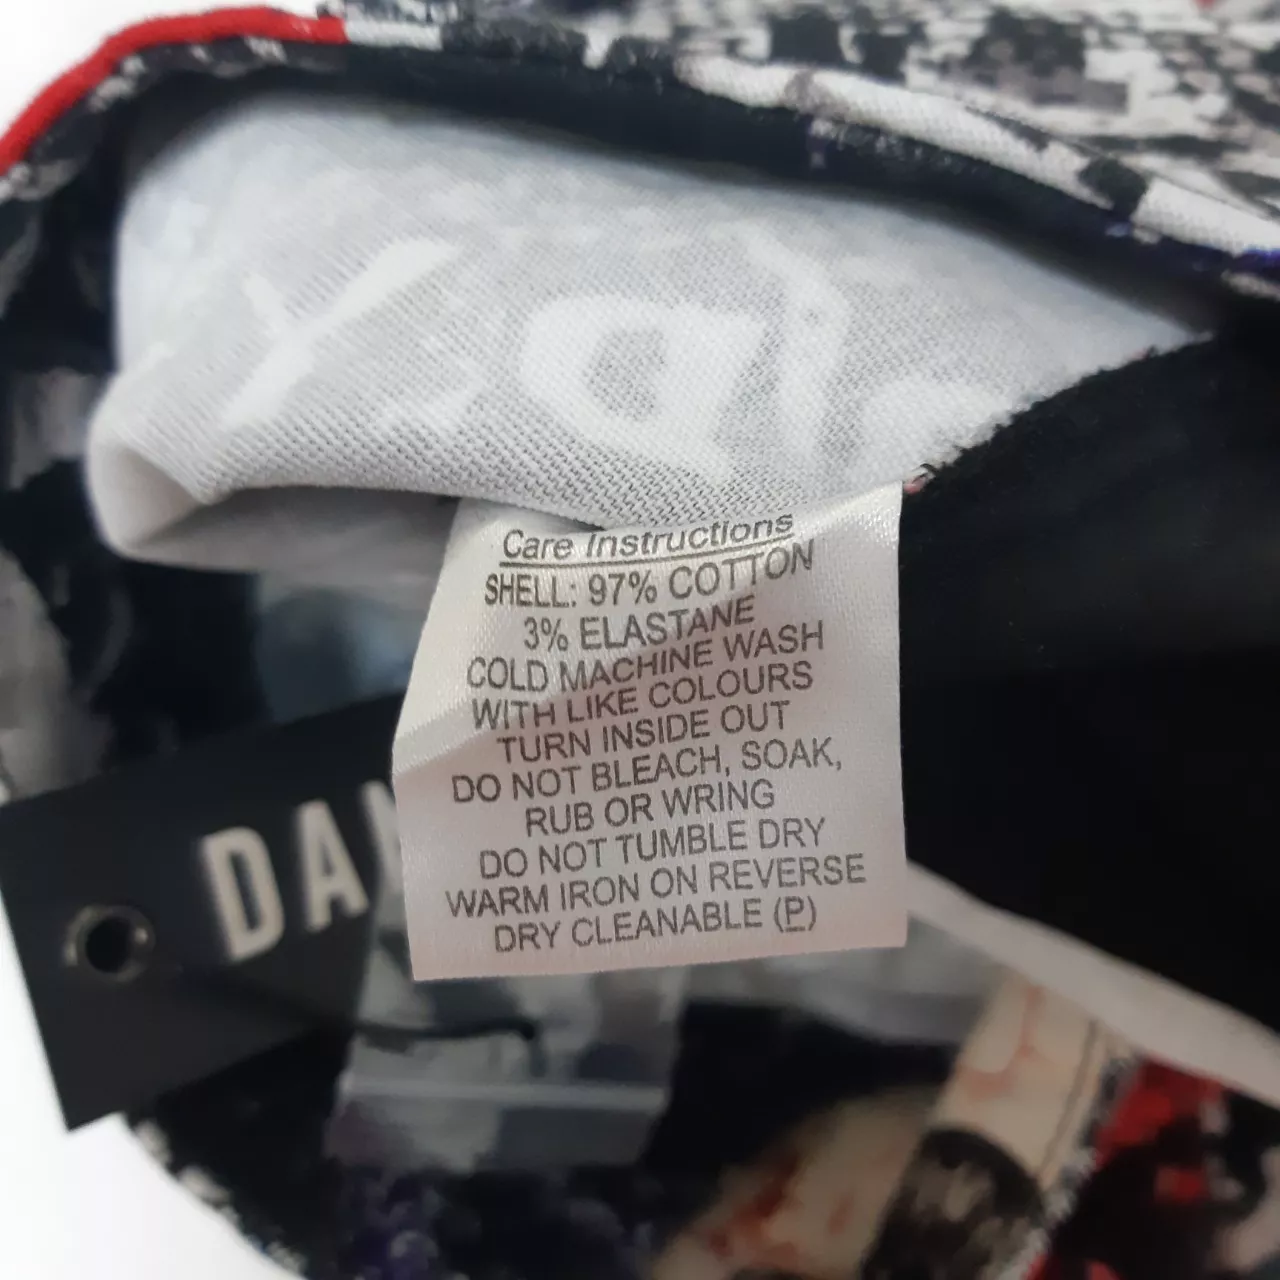 Care Instructions
SHELL: 97% COTTON
3% ELASTANE
COLD MACHINE WASH
WITH LIKE COLOURS
TURN INSIDE OUT
DO NOT BLEACH, SOAK,
RUB OR WRING
DO NOT TUMBLE DRY
WARM IRON ON REVERSE
DRY CLEANABLE (P)